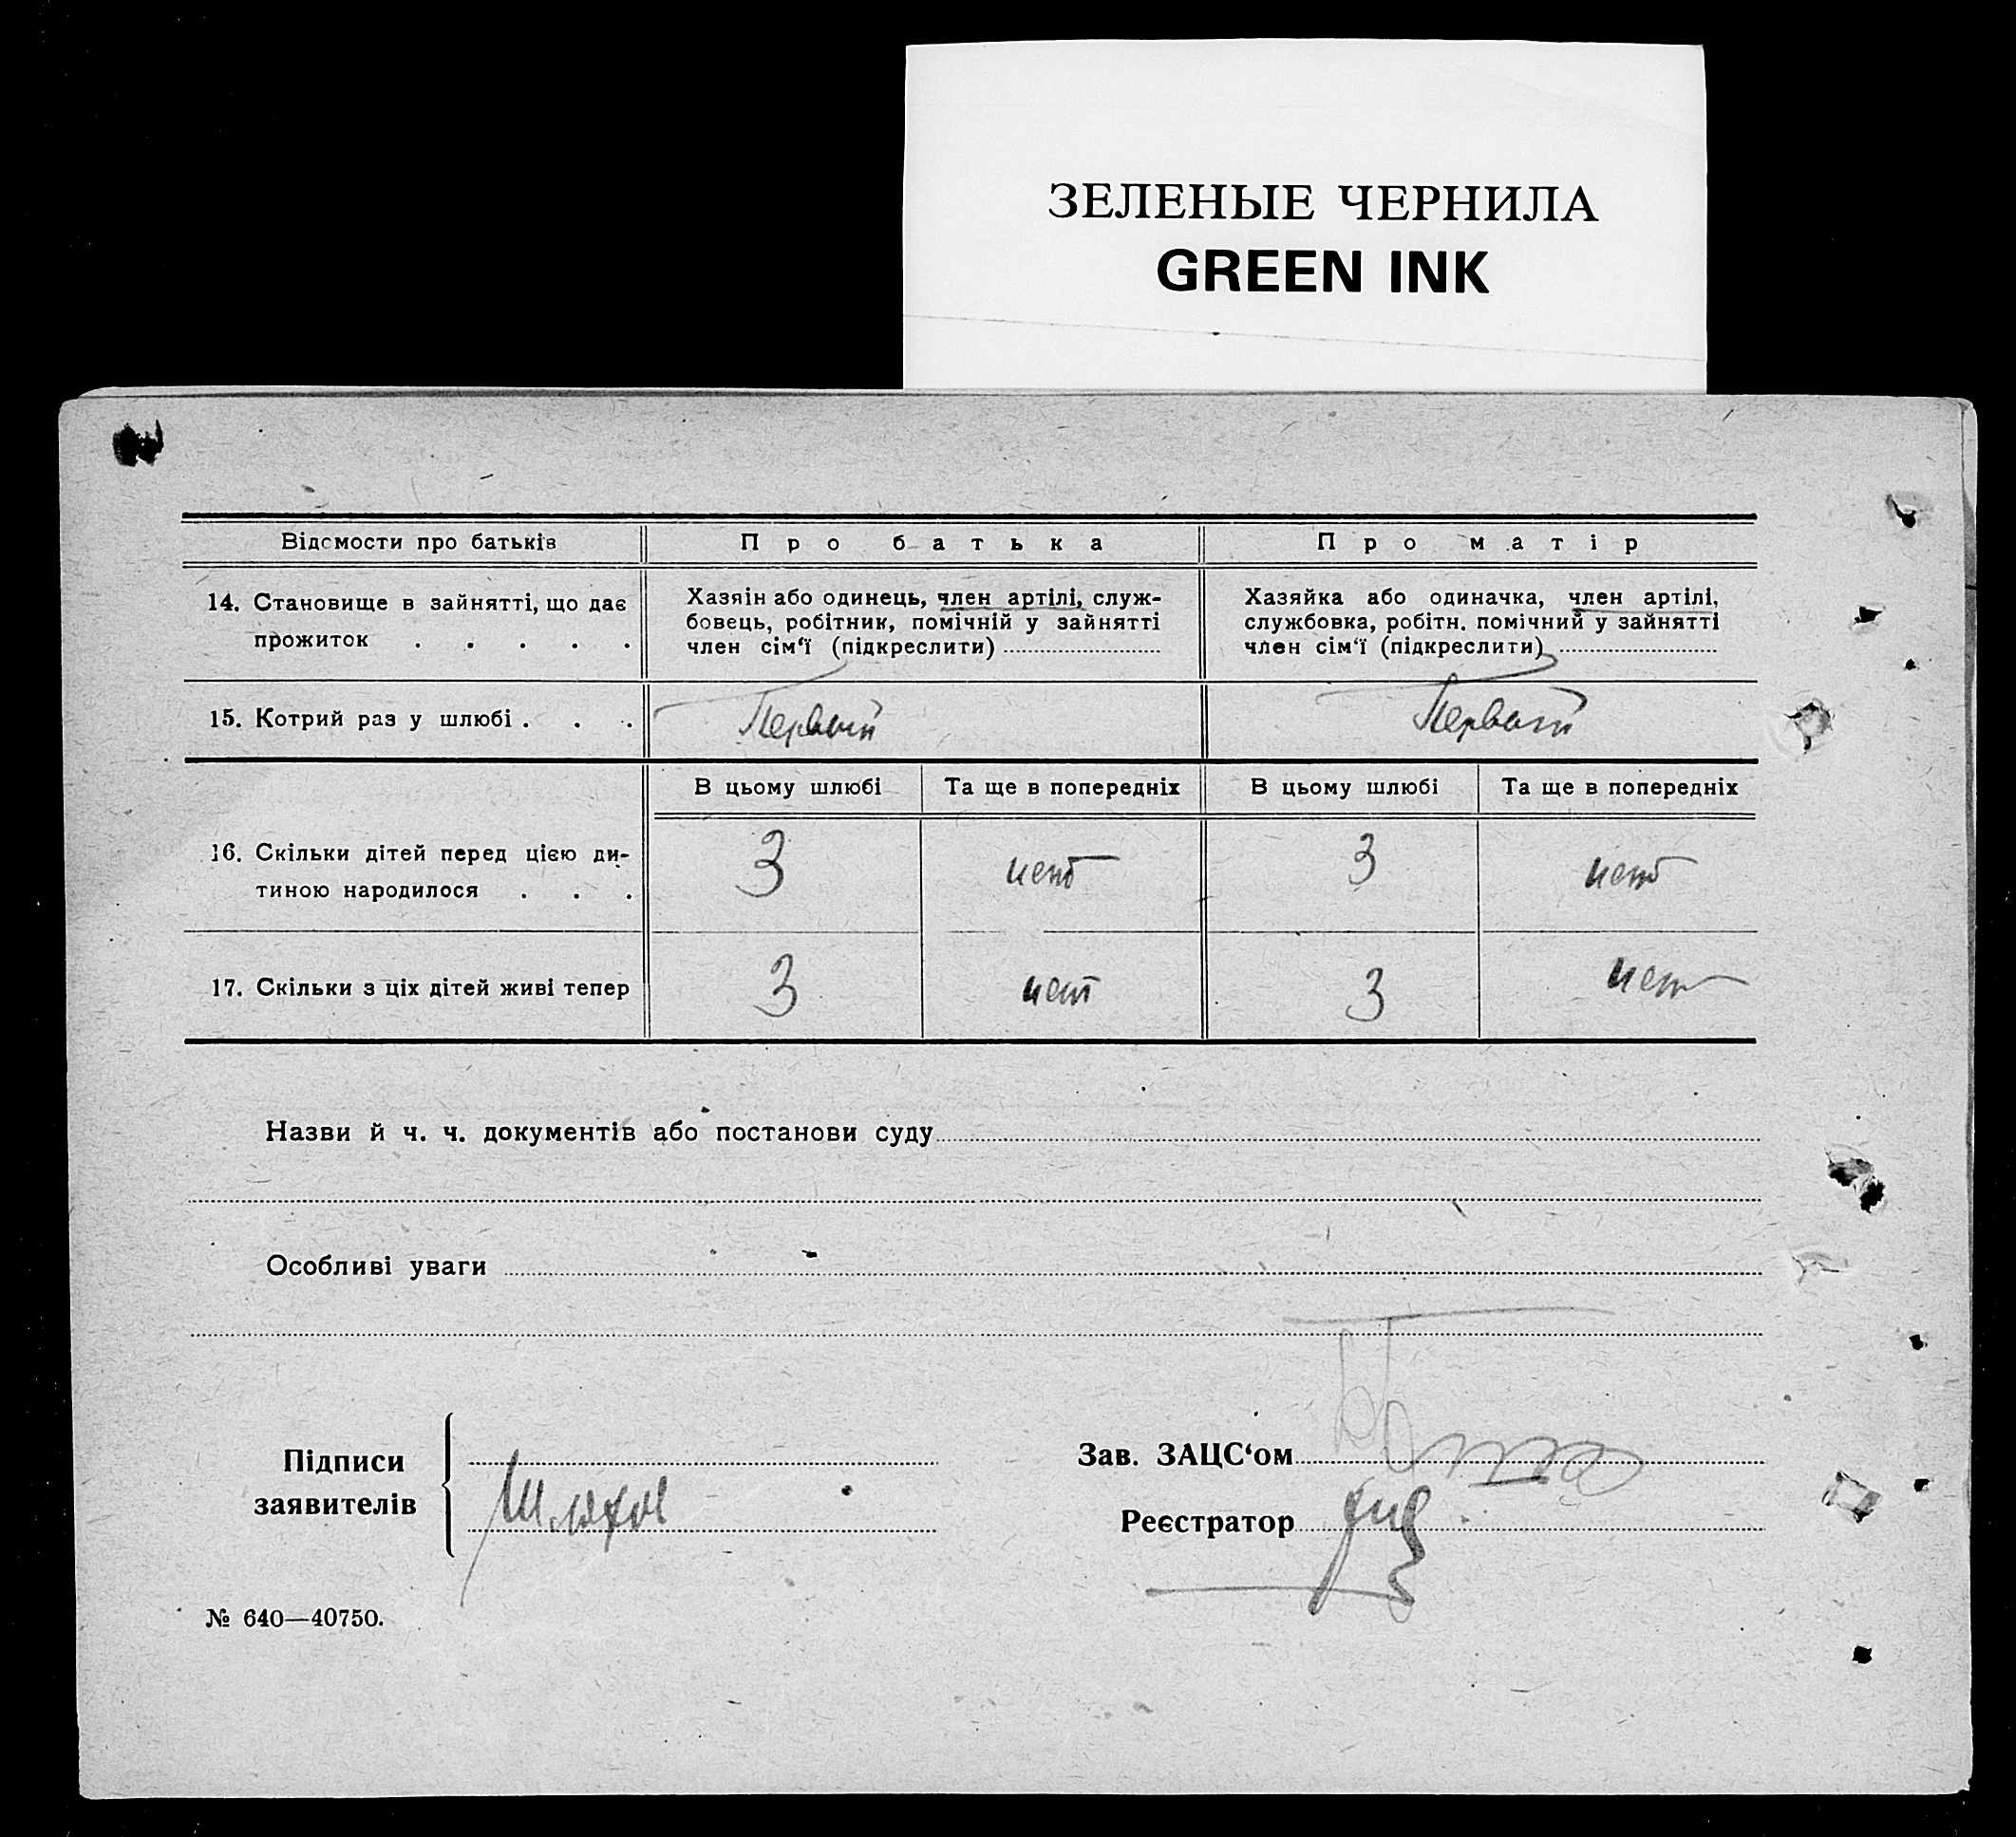 ЗЕЛЕНЫЕ ЧЕРНИЛА
GREEN INK
Відомости про батьків
Про батька
Про матір
14. Становище в зайнятті, що дає
прожиток . . . . .
Хазяін або одинець, член артілі, служ-
бовець, робітник, помічній у зайнятті
член сім‘ї (підкреслити)
Хазяйка або одиначка, член артілі,
службовка, робітн. помічний у зайнятті
член сім‘ї (підкреслити)
15. Котрий раз у шлюбі . . .
Первый
Первый
В цьому шлюбі
Та ще в попередніх
В цьому шлюбі
Та ще в попередніх
16. Скільки дітей перед цією ди-
тиною народилося . . .
3
нет
3
нет
17. Скільки з ціх дітей живі тепер
3
нет
3
нет
Назви й ч. ч. документів або постанови суду
Особливі уваги
Підписи
заявителів
Шляхов
Зав. ЗАЦС‘ом
Реєстратор
№ 640—40750.